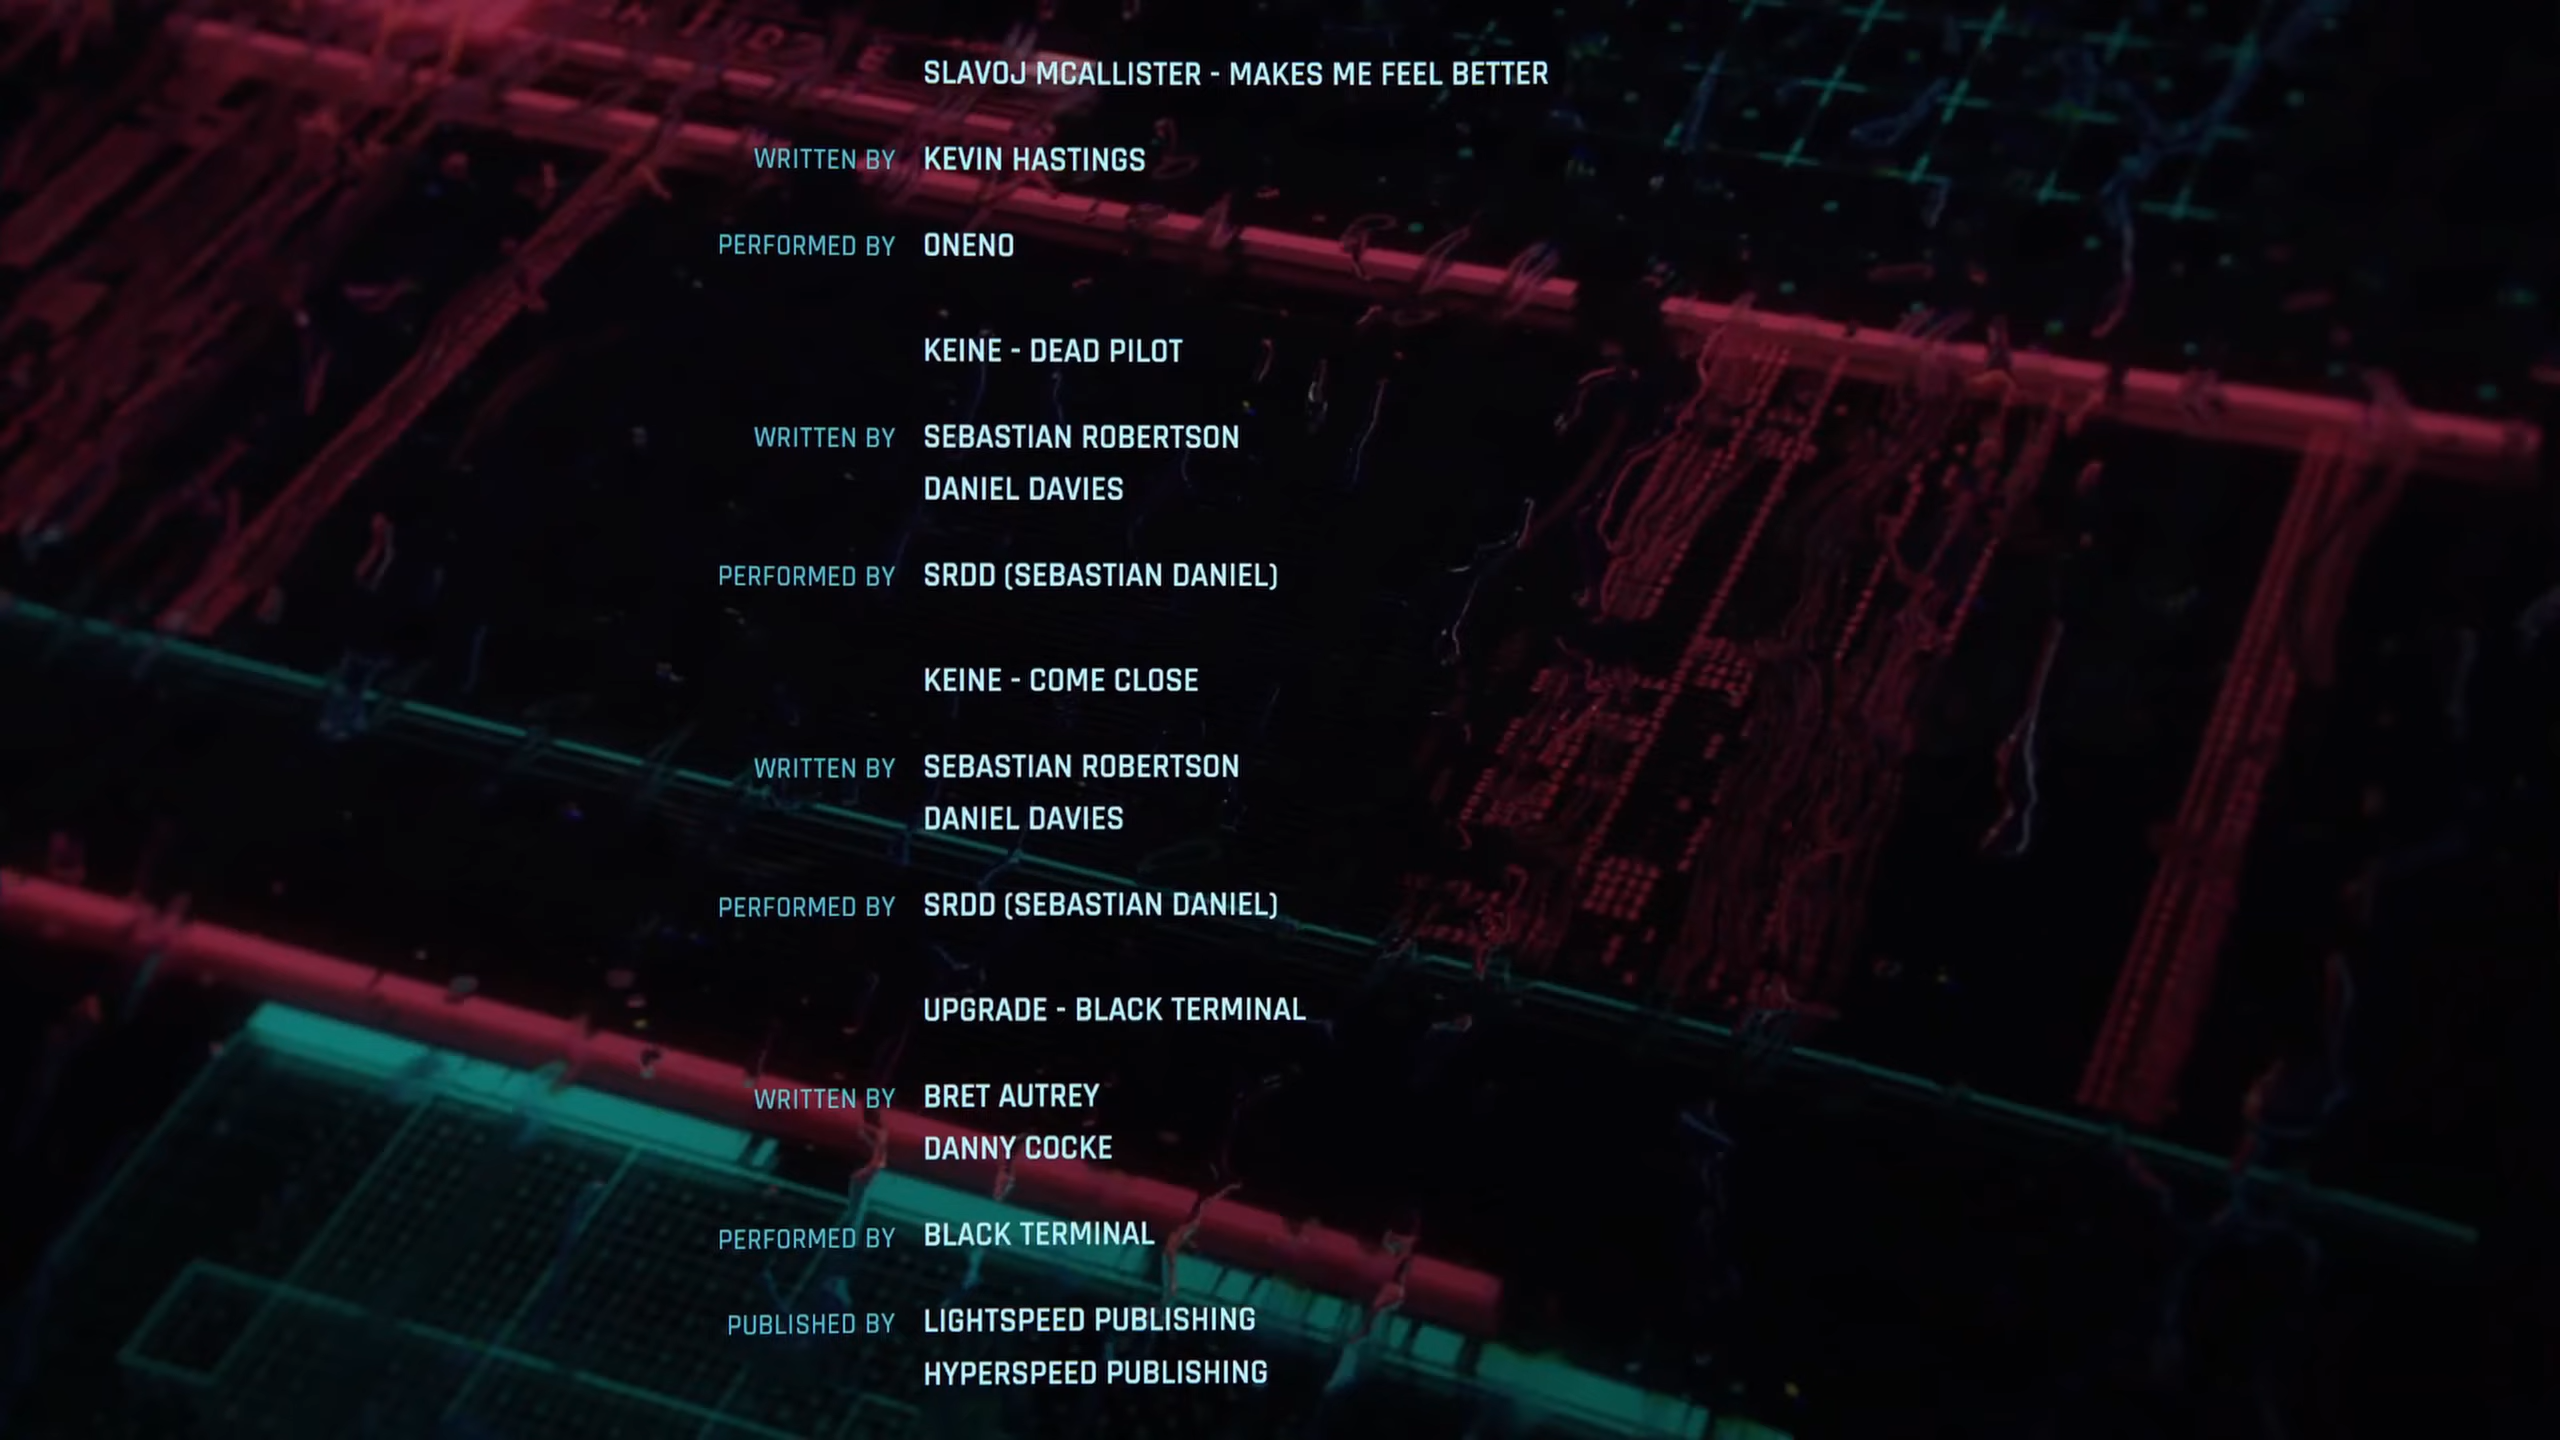 SLAVOJ MCALLISTER - MAKES ME FEEL BETTER
WRITTEN BY KEVIN HASTINGS
PERFORMED BY ONENO
KEINE - DEAD PILOT
WRITTEN BY SEBASTIAN ROBERTSON
DANIEL DAVIES
PERFORMED BY SRDD (SEBASTIAN DANIEL)
KEINE - COME CLOSE
WRITTEN BY SEBASTIAN ROBERTSON
DANIEL DAVIES
PERFORMED BY SRDD (SEBASTIAN DANIEL)
UPGRADE - BLACK TERMINAL
WRITTEN BY BRET AUTREY
DANNY COCKE
PERFORMED BY BLACK TERMINAL
PUBLISHED BY LIGHTSPEED PUBLISHING
HYPERSPEED PUBLISHING